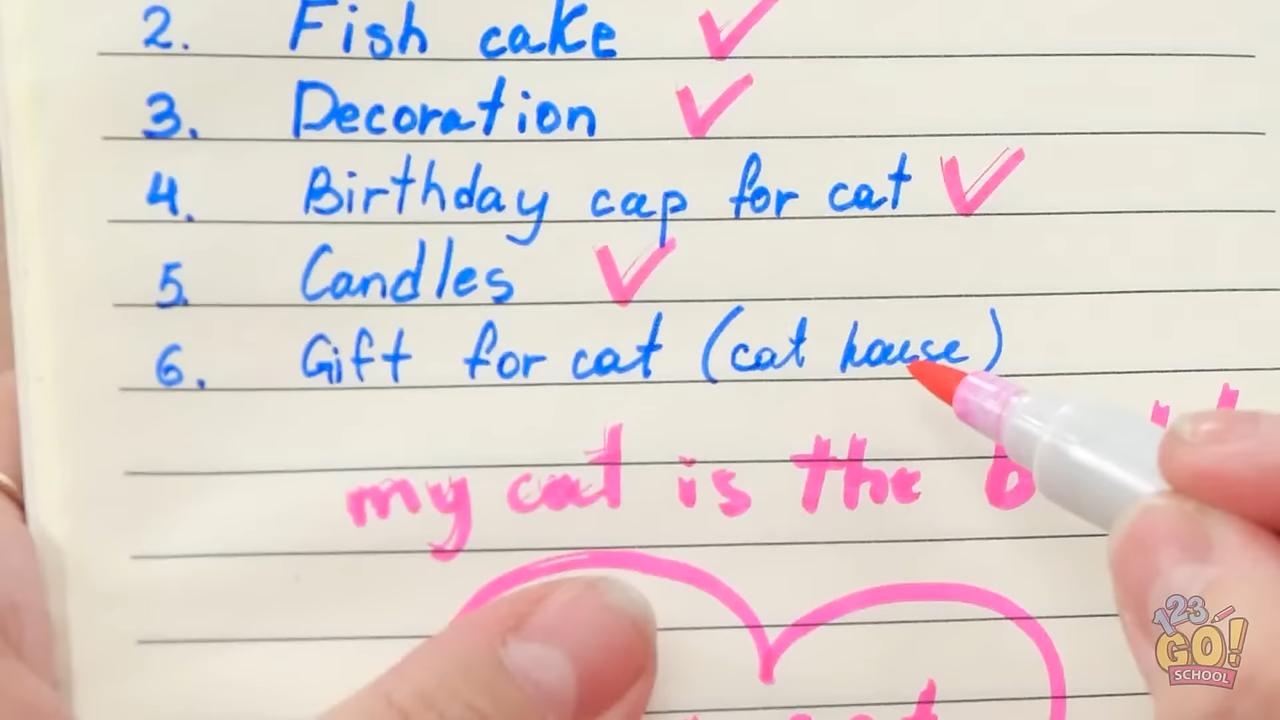 2. Fish cake
3. Decoration
4. Birthday cap for cat
5. Candles
6. Gift for cat (cat house)
my cat is the
cat
123
GO!
SCHOOL